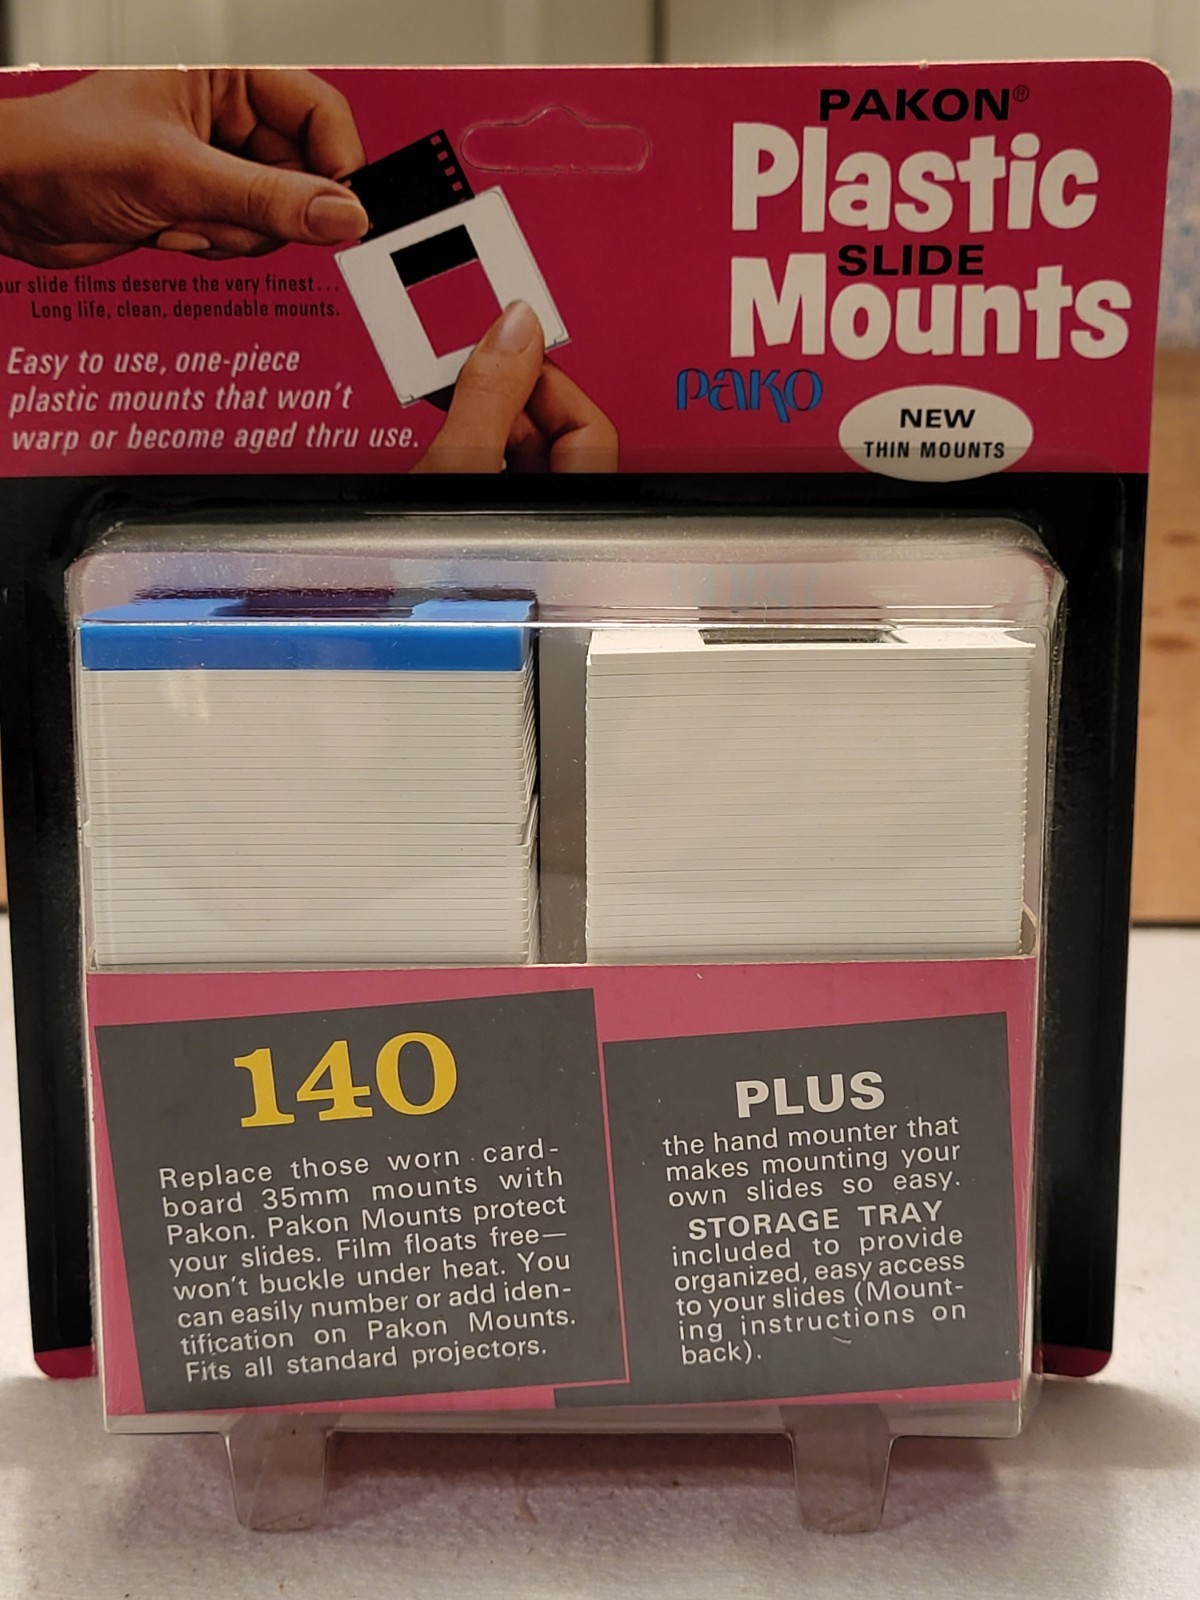 PAKON®
Plastic
SLIDE
Mounts
pako
NEW
THIN MOUNTS
slide films deserve the very finest...
Long life, clean, dependable mounts.
Easy to use, one-piece
plastic mounts that won't
warp or become aged thru use.
140
Replace those worn card-
board 35mm mounts with
Pakon. Pakon Mounts protect
your slides. Film floats free—
won't buckle under heat. You
can easily number or add iden-
tification on Pakon Mounts.
Fits all standard projectors.
PLUS
the hand mounter that
makes mounting your
own slides so easy.
STORAGE TRAY
included to provide
organized, easy access
to your slides (Mount-
ing instructions on
back).